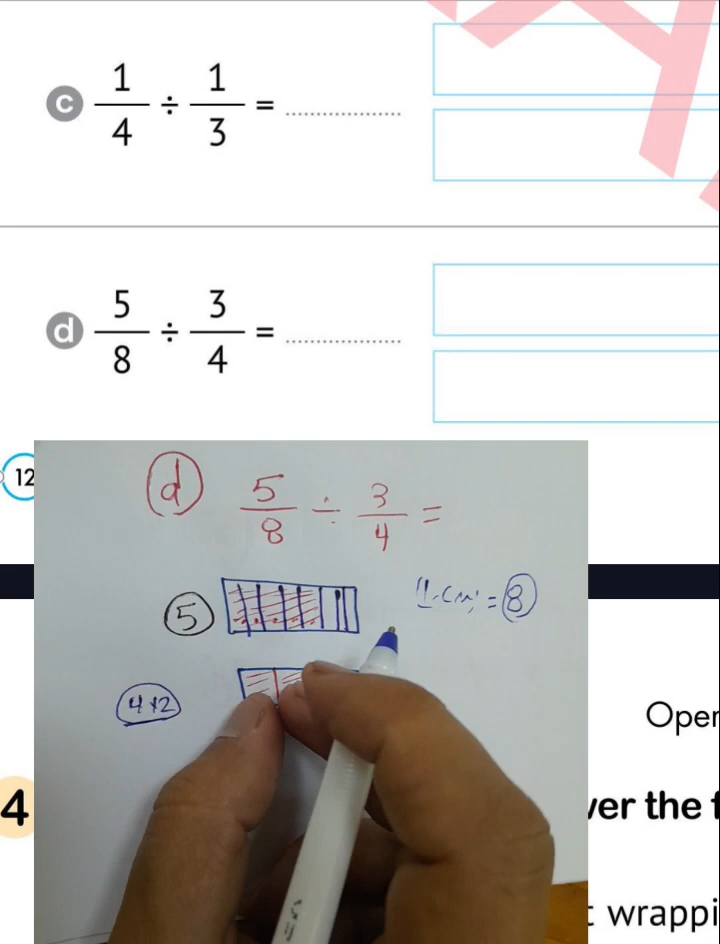 c 1/4 ÷ 1/3 = ....................
d 5/8 ÷ 3/4 = ....................
12
d 5/8 ÷ 3/4 =
5
= 8
4×2
Oper
4
ver the f
t wrappi